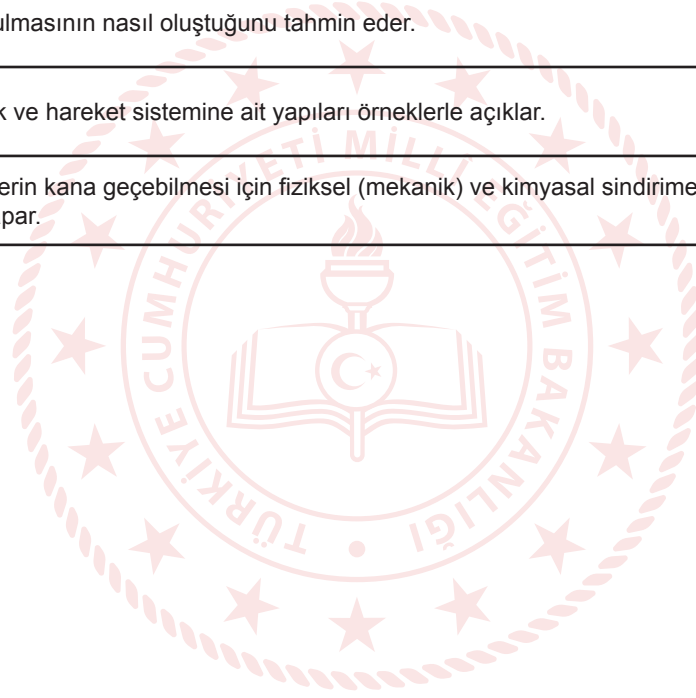 ulmasının nasıl oluştuğunu tahmin eder.
k ve hareket sistemine ait yapıları örneklerle açıklar.
erin kana geçebilmesi için fiziksel (mekanik) ve kimyasal sindirime
par.
TÜRKİYE CUMHURİYETİ MİLLÎ EĞİTİM BAKANLIĞI